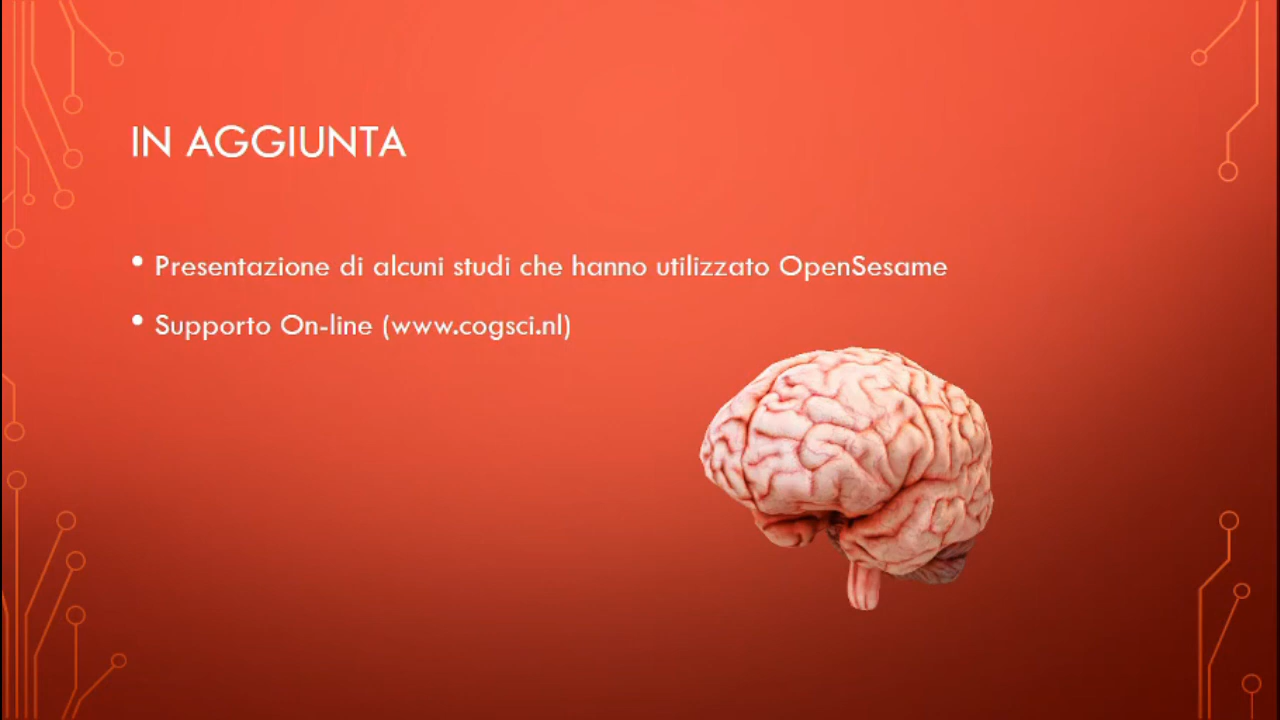 IN AGGIUNTA
• Presentazione di alcuni studi che hanno utilizzato OpenSesame
• Supporto On-line (www.cogsci.nl)